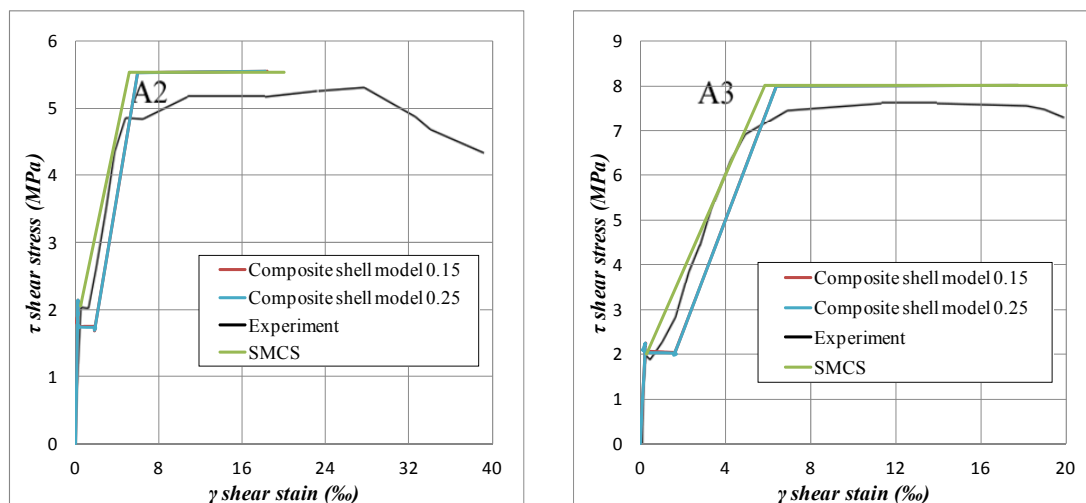 6
5
4
3
2
1
0
τ shear stress (MPa)
A2
Composite shell model 0.15
Composite shell model 0.25
Experiment
SMCS
0 8 16 24 32 40
γ shear stain (‰)
9
8
7
6
5
4
3
2
1
0
τ shear stress (MPa)
A3
Composite shell model 0.15
Composite shell model 0.25
Experiment
SMCS
0 4 8 12 16 20
γ shear stain (‰)